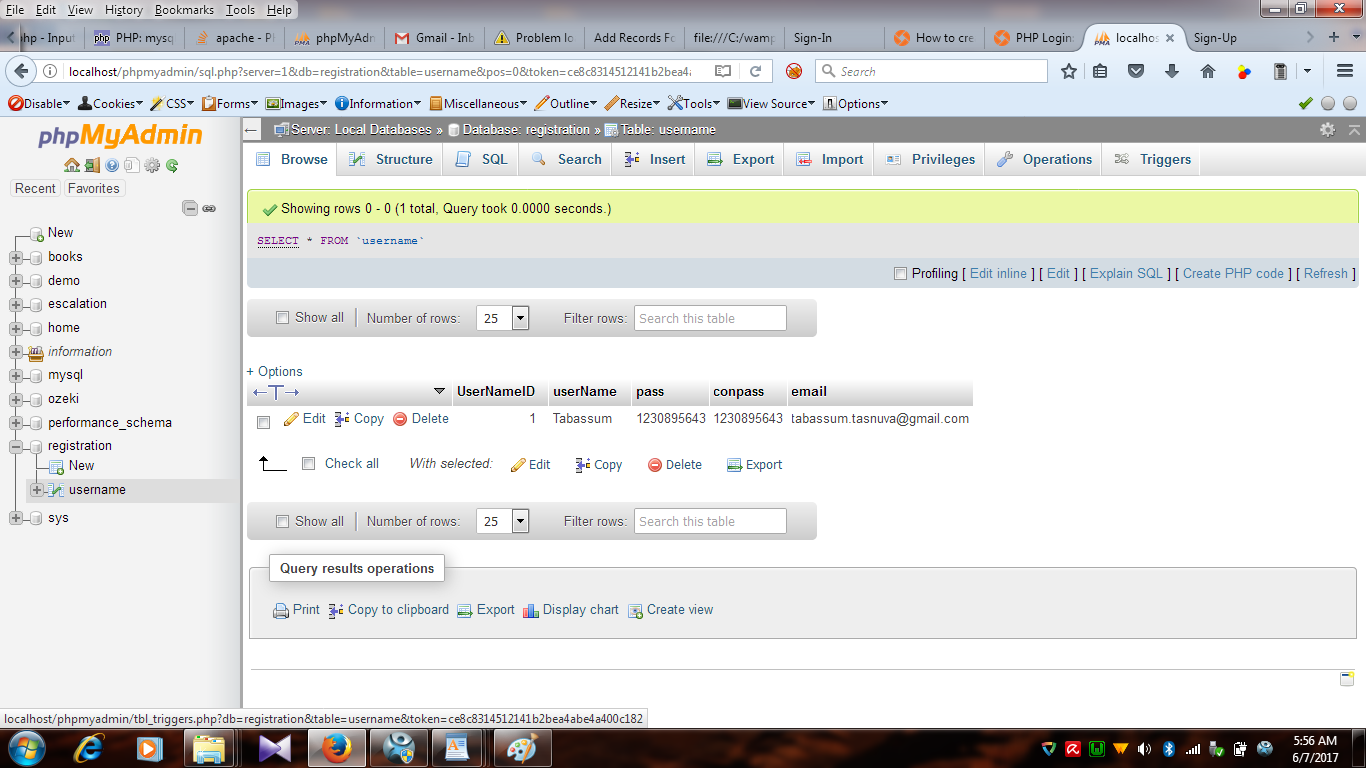 File Edit View History Bookmarks Tools Help
php - Input PHP: mysq apache - PH phpMyAdm Gmail - Inb Problem lo Add Records Fo file:///C:/wamp Sign-In How to cre PHP Login: localhos Sign-Up
localhost/phpmyadmin/sql.php?server=1&db=registration&table=username&pos=0&token=ce8c8314512141b2bea4 Search
Disable Cookies CSS Forms Images Information Miscellaneous Outline Resize Tools View Source Options
phpMyAdmin
Recent Favorites
New
books
demo
escalation
home
information
mysql
ozeki
performance_schema
registration
New
username
sys
Server: Local Databases » Database: registration » Table: username
Browse Structure SQL Search Insert Export Import Privileges Operations Triggers
Showing rows 0 - 0 (1 total, Query took 0.0000 seconds.)
SELECT * FROM `username`
Profiling [ Edit inline ] [ Edit ] [ Explain SQL ] [ Create PHP code ] [ Refresh ]
Show all Number of rows: 25 Filter rows: Search this table
+ Options
←T→ UserNameID userName pass conpass email
Edit Copy Delete 1 Tabassum 1230895643 1230895643 tabassum.tasnuva@gmail.com
Check all With selected: Edit Copy Delete Export
Show all Number of rows: 25 Filter rows: Search this table
Query results operations
Print Copy to clipboard Export Display chart Create view
localhost/phpmyadmin/tbl_triggers.php?db=registration&table=username&token=ce8c8314512141b2bea4abe4a400c182
5:56 AM
6/7/2017